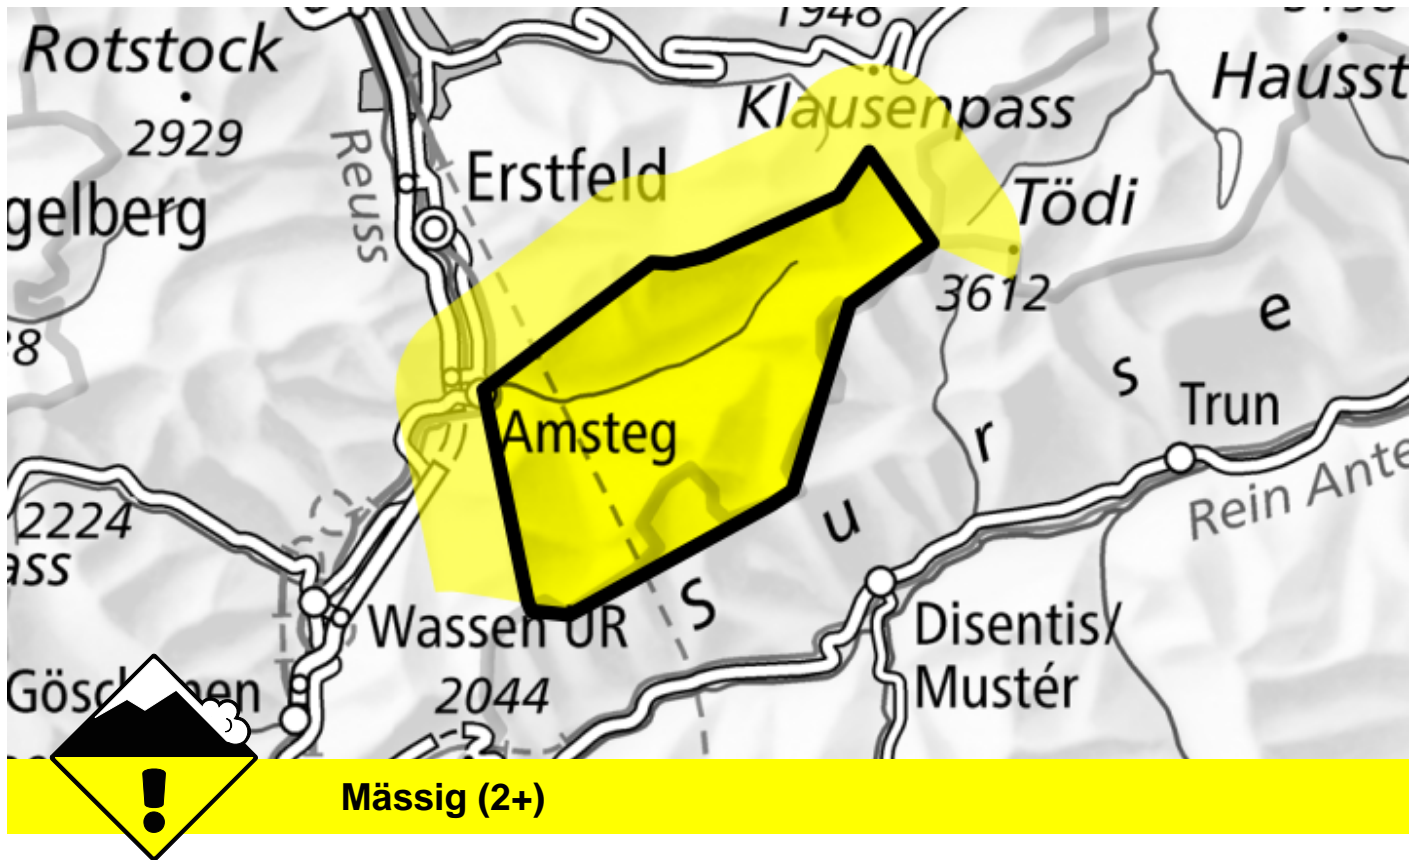 1948
Rotstock
Hausst
2929
Klausenpass
Reuss
Erstfeld
Tödi
gelberg
3612
e
s
Trun
Amsteg
r
Rein Ante
2224
u
ass
S
Wassen UR
Disentis/
Mustér
2044
Mässig (2+)